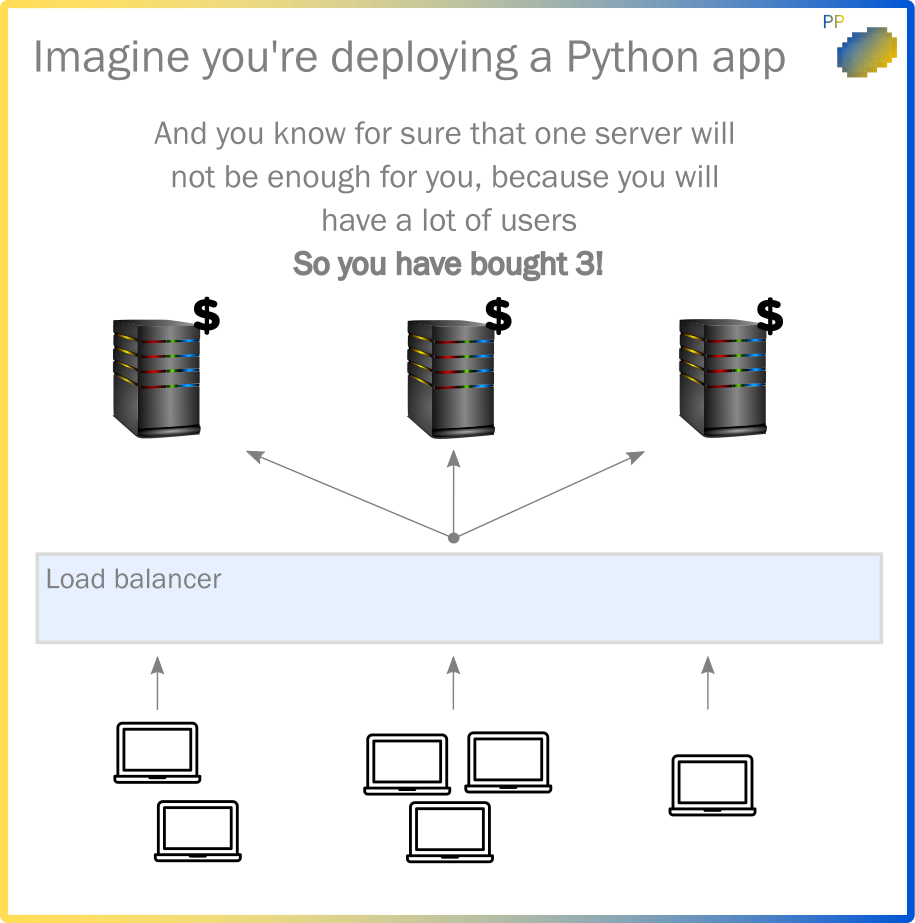 PP
Imagine you're deploying a Python app
And you know for sure that one server will
not be enough for you, because you will
have a lot of users
So you have bought 3!
$ $ $
Load balancer